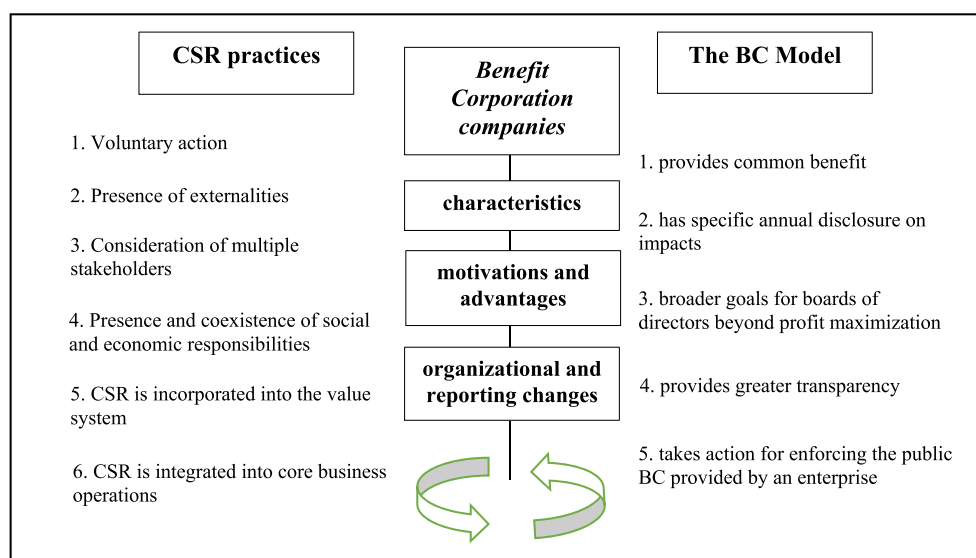 CSR practices
1. Voluntary action
2. Presence of externalities
3. Consideration of multiple
stakeholders
4. Presence and coexistence of social
and economic responsibilities
5. CSR is incorporated into the value
system
6. CSR is integrated into core business
operations
Benefit
Corporation
companies
characteristics
motivations and
advantages
organizational and
reporting changes
The BC Model
1. provides common benefit
2. has specific annual disclosure on
impacts
3. broader goals for boards of
directors beyond profit maximization
4. provides greater transparency
5. takes action for enforcing the public
BC provided by an enterprise